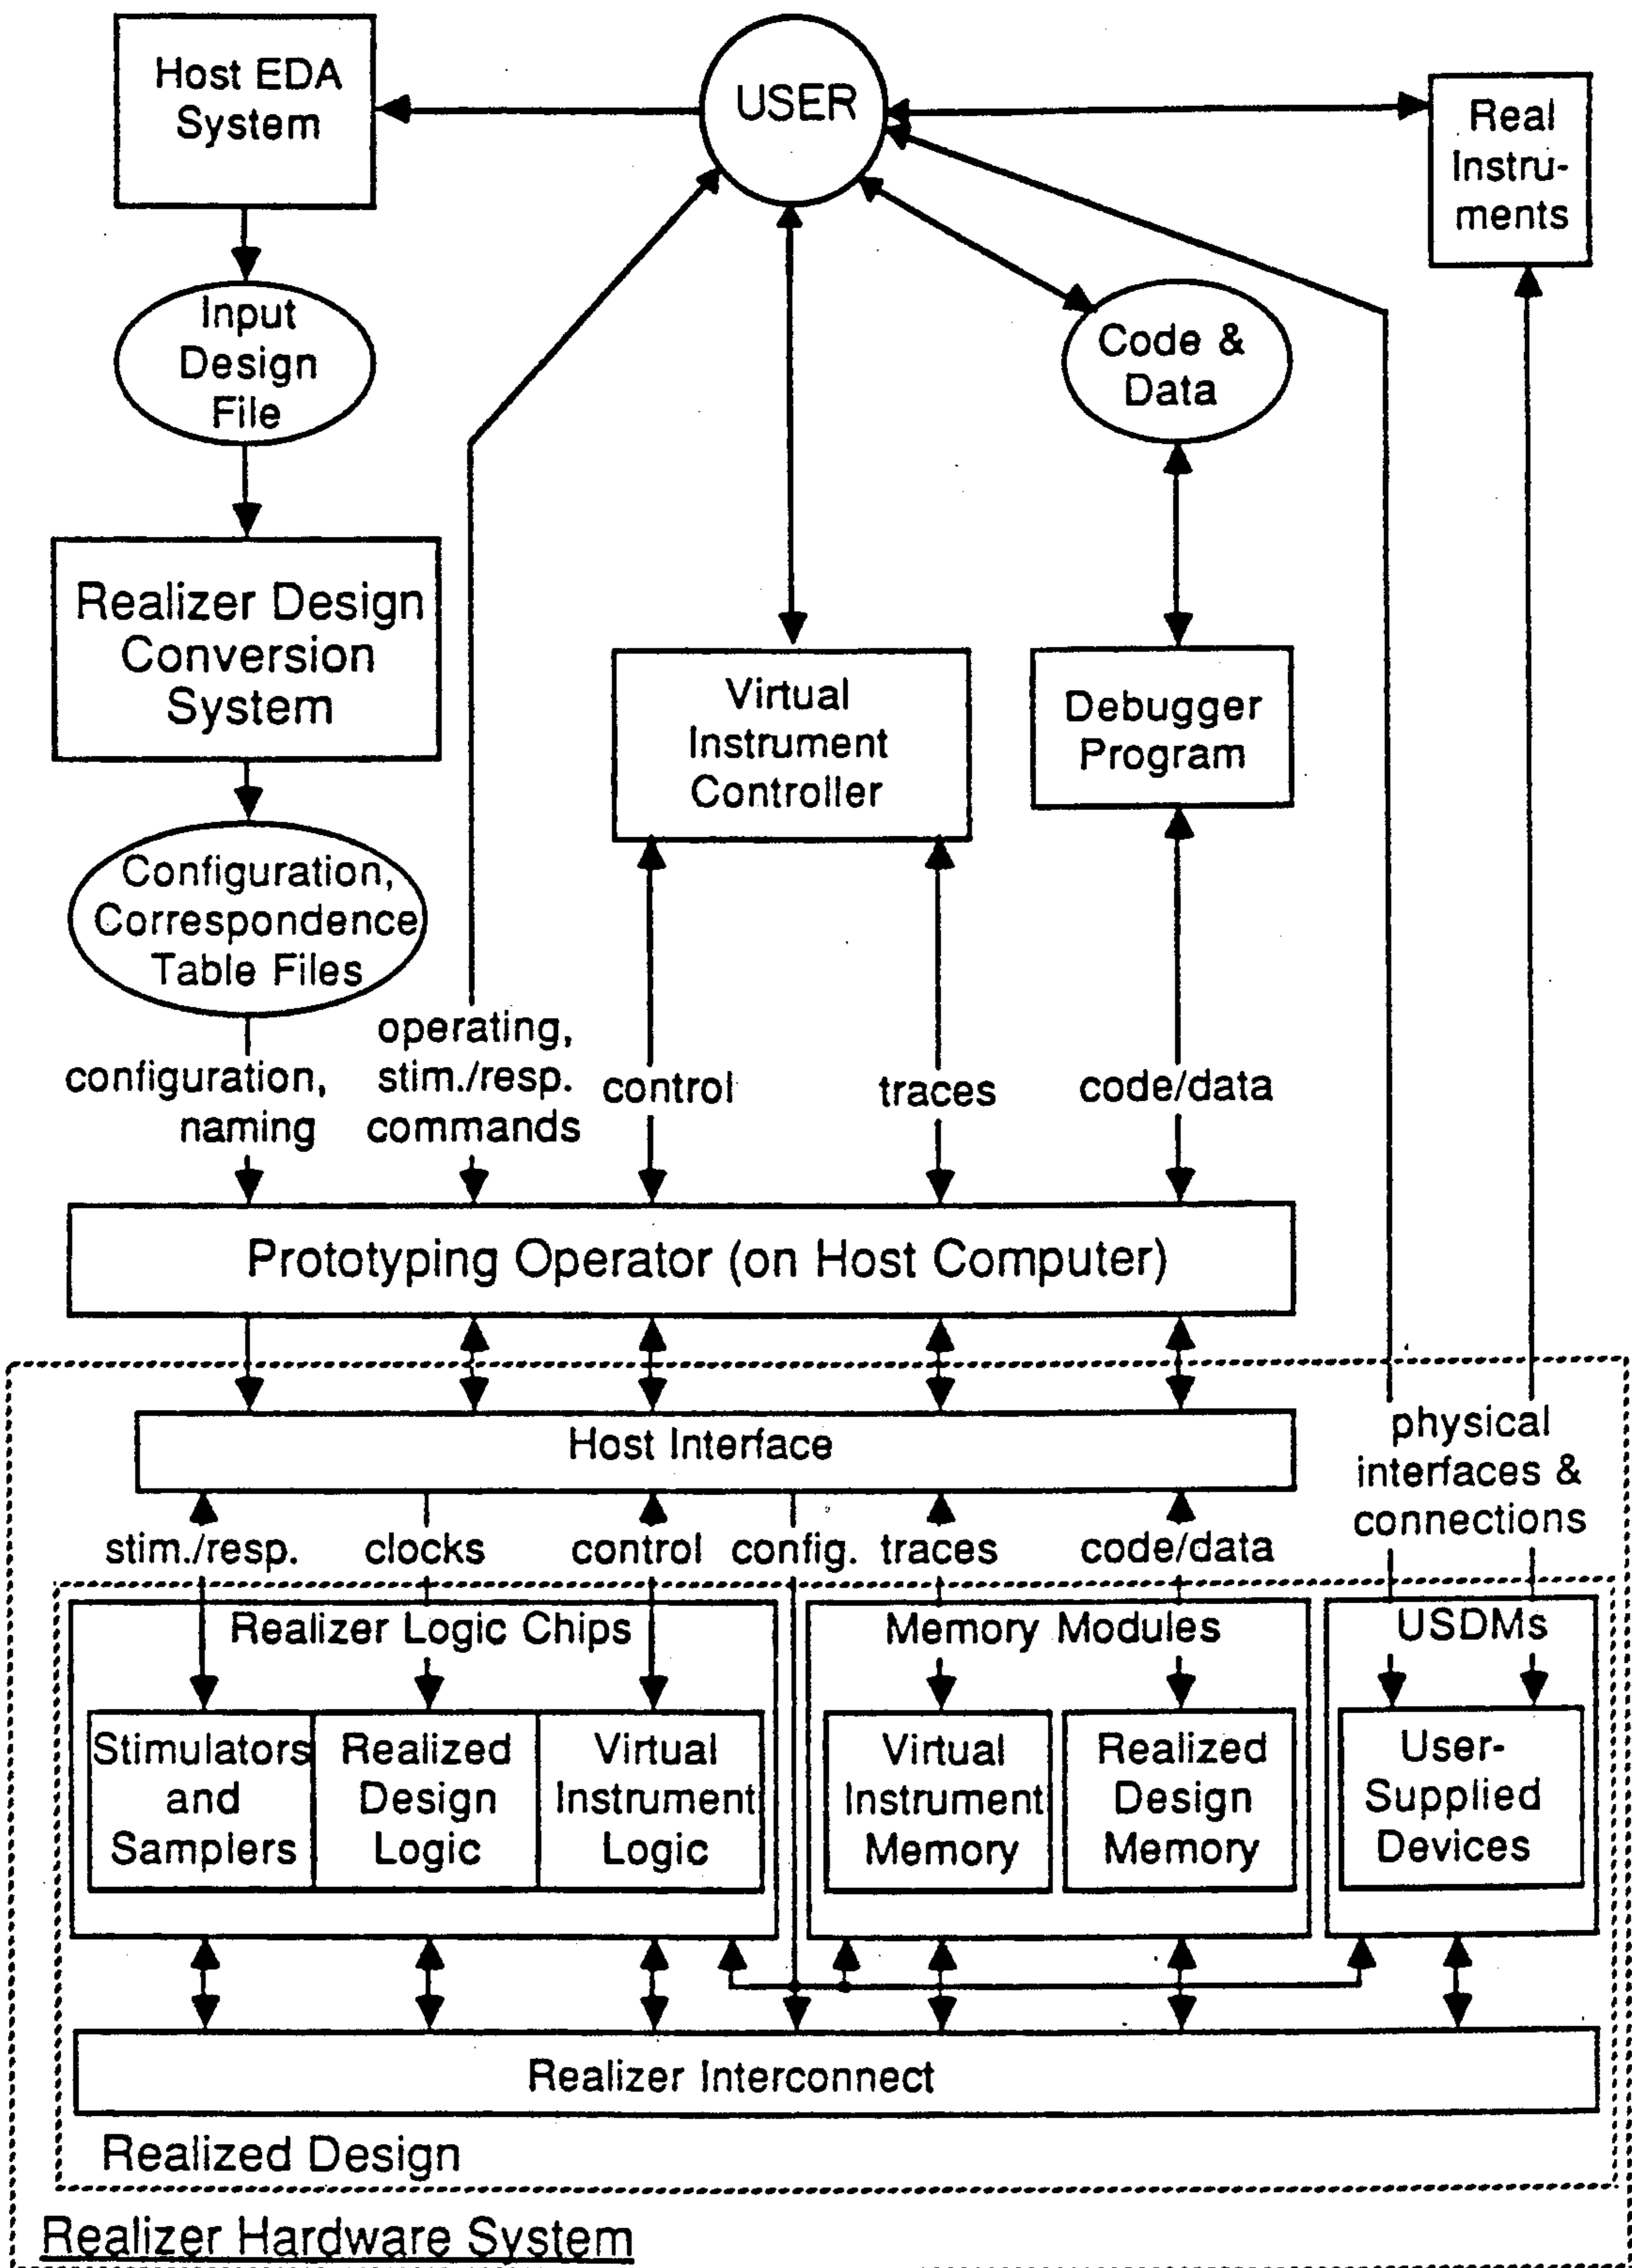 Host EDA
System
USER
Real
Instru-
ments
Input
Design
File
Code &
Data
Realizer Design
Conversion
System
Virtual
Instrument
Controller
Debugger
Program
Configuration,
Correspondence
Table Files
configuration,
naming
operating,
stim./resp.
commands
control
traces
code/data
Prototyping Operator (on Host Computer)
Host Interface
physical
interfaces &
connections
stim./resp.
clocks
control
config.
traces
code/data
Realizer Logic Chips
Memory Modules
USDMs
Stimulators
and
Samplers
Realized
Design
Logic
Virtual
Instrument
Logic
Virtual
Instrument
Memory
Realized
Design
Memory
User-
Supplied
Devices
Realizer Interconnect
Realized Design
Realizer Hardware System